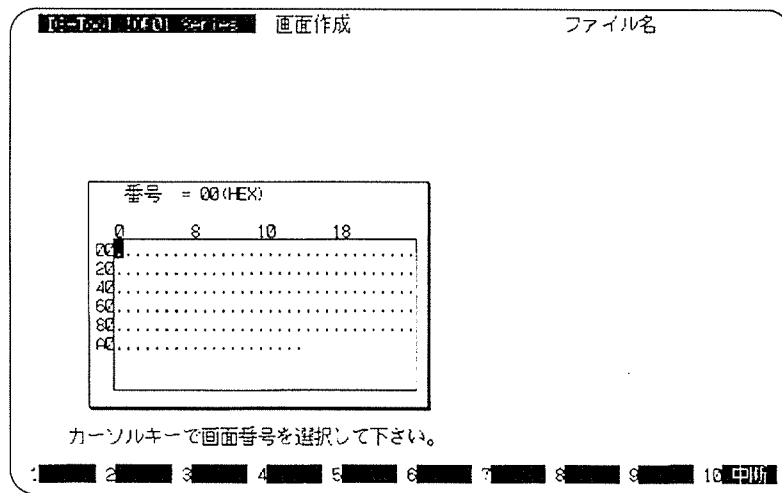 画面作成 ファイル名
番号 = 00(HEX)
0 8 10 18
00..............................
20................................
40................................
60................................
80................................
A0....................
カーソルキーで画面番号を選択して下さい。
1 2 3 4 5 6 7 8 9 10 中断